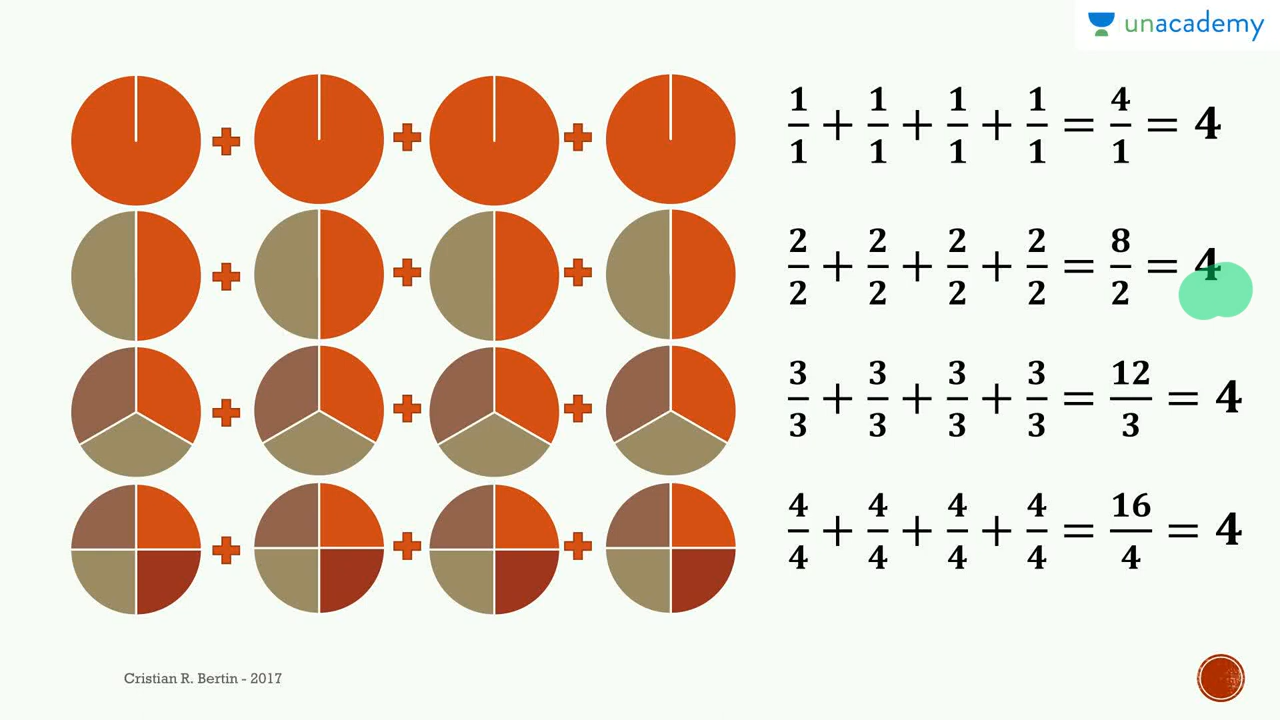 unacademy
1/1 + 1/1 + 1/1 + 1/1 = 4/1 = 4
2/2 + 2/2 + 2/2 + 2/2 = 8/2 = 4
3/3 + 3/3 + 3/3 + 3/3 = 12/3 = 4
4/4 + 4/4 + 4/4 + 4/4 = 16/4 = 4
Cristian R. Bertin - 2017